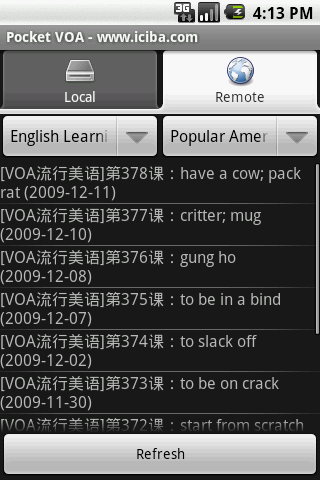 3G
4:13 PM
Pocket VOA - www.iciba.com
Local
Remote
English Learni
Popular Amer
[VOA流行美语]第378课：have a cow; pack
rat (2009-12-11)
[VOA流行美语]第377课：critter; mug
(2009-12-10)
[VOA流行美语]第376课：gung ho
(2009-12-08)
[VOA流行美语]第375课：to be in a bind
(2009-12-07)
[VOA流行美语]第374课：to slack off
(2009-12-02)
[VOA流行美语]第373课：to be on crack
(2009-11-30)
[VOA流行美语]第372课：start from scratch
Refresh